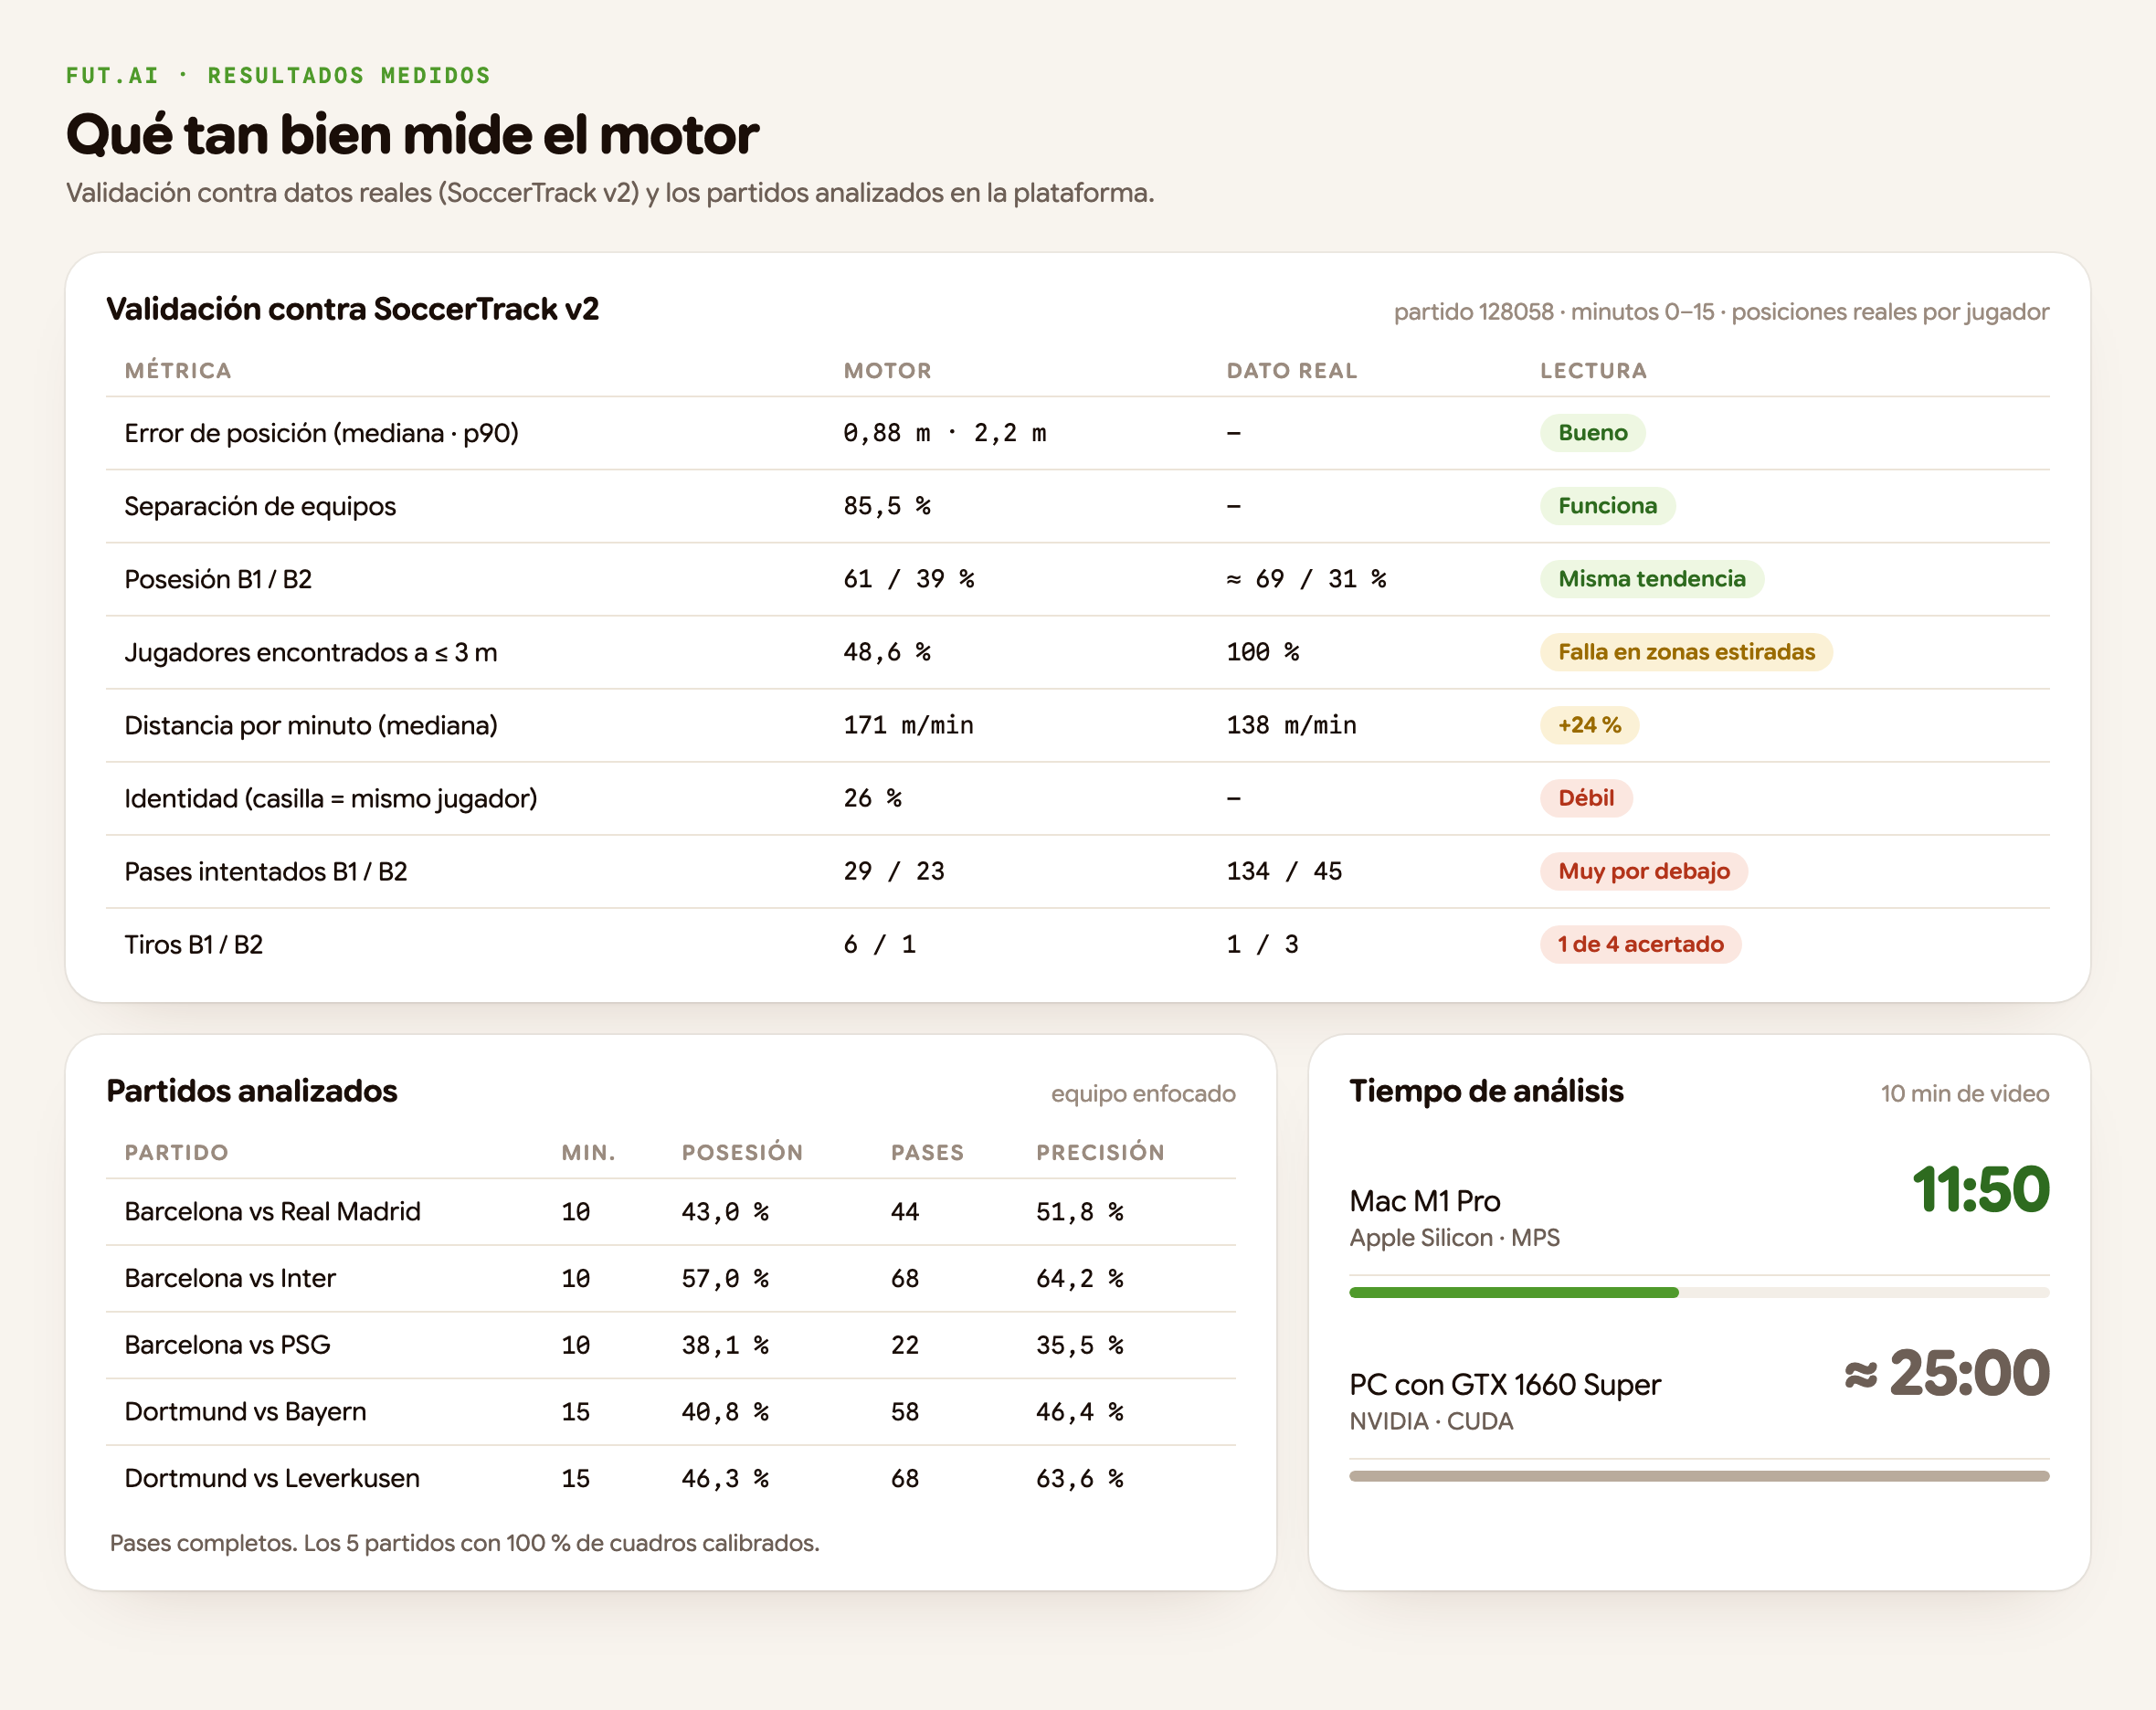 FUT.AI · RESULTADOS MEDIDOS
Qué tan bien mide el motor
Validación contra datos reales (SoccerTrack v2) y los partidos analizados en la plataforma.
Validación contra SoccerTrack v2 partido 128058 · minutos 0–15 · posiciones reales por jugador
MÉTRICA MOTOR DATO REAL LECTURA
Error de posición (mediana · p90) 0,88 m · 2,2 m – Bueno
Separación de equipos 85,5 % – Funciona
Posesión B1 / B2 61 / 39 % ≈ 69 / 31 % Misma tendencia
Jugadores encontrados a ≤ 3 m 48,6 % 100 % Falla en zonas estiradas
Distancia por minuto (mediana) 171 m/min 138 m/min +24 %
Identidad (casilla = mismo jugador) 26 % – Débil
Pases intentados B1 / B2 29 / 23 134 / 45 Muy por debajo
Tiros B1 / B2 6 / 1 1 / 3 1 de 4 acertado
Partidos analizados equipo enfocado
PARTIDO MIN. POSESIÓN PASES PRECISIÓN
Barcelona vs Real Madrid 10 43,0 % 44 51,8 %
Barcelona vs Inter 10 57,0 % 68 64,2 %
Barcelona vs PSG 10 38,1 % 22 35,5 %
Dortmund vs Bayern 15 40,8 % 58 46,4 %
Dortmund vs Leverkusen 15 46,3 % 68 63,6 %
Pases completos. Los 5 partidos con 100 % de cuadros calibrados.
Tiempo de análisis 10 min de video
Mac M1 Pro 11:50
Apple Silicon · MPS
PC con GTX 1660 Super ≈ 25:00
NVIDIA · CUDA